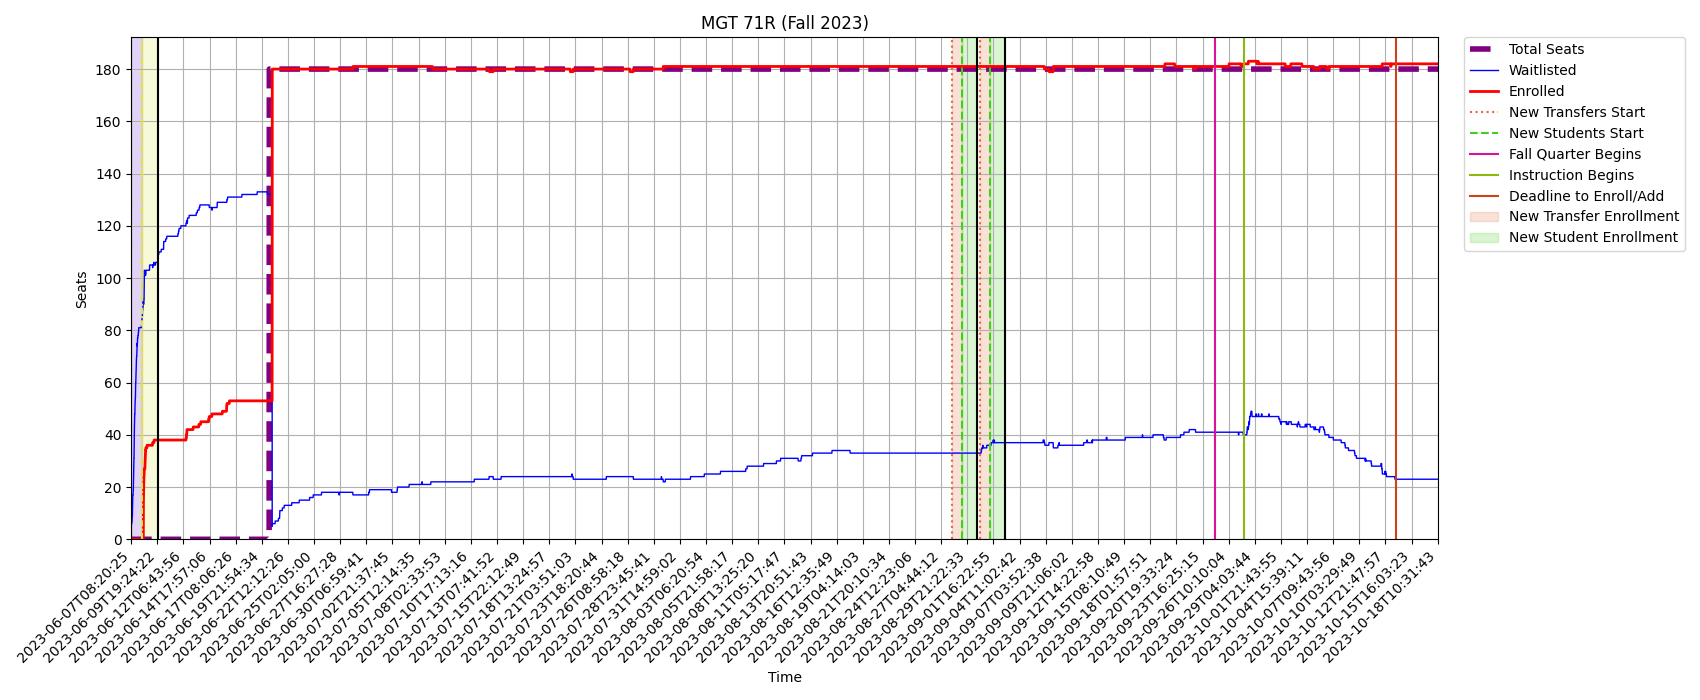 MGT 71R (Fall 2023)
Total Seats
Waitlisted
Enrolled
New Transfers Start
New Students Start
Fall Quarter Begins
Instruction Begins
Deadline to Enroll/Add
New Transfer Enrollment
New Student Enrollment
Seats
180
160
140
120
100
80
60
40
20
0
2023-06-07T08:20:25
2023-06-09T19:24:22
2023-06-12T06:43:56
2023-06-14T17:57:06
2023-06-17T08:06:26
2023-06-19T21:54:34
2023-06-22T12:12:26
2023-06-25T02:05:00
2023-06-27T16:27:28
2023-06-30T06:59:41
2023-07-02T21:37:45
2023-07-05T12:14:35
2023-07-08T02:33:53
2023-07-10T17:13:16
2023-07-13T07:41:52
2023-07-15T22:12:49
2023-07-18T13:24:57
2023-07-21T03:51:03
2023-07-23T18:20:44
2023-07-26T08:58:18
2023-07-28T23:45:41
2023-07-31T14:59:02
2023-08-03T06:20:54
2023-08-05T21:58:17
2023-08-08T13:25:20
2023-08-11T05:17:47
2023-08-13T20:51:43
2023-08-16T12:35:49
2023-08-19T04:14:03
2023-08-21T20:10:34
2023-08-24T12:23:06
2023-08-27T04:44:12
2023-08-29T21:22:33
2023-09-01T16:22:55
2023-09-04T11:02:42
2023-09-07T03:52:38
2023-09-09T21:06:02
2023-09-12T14:22:58
2023-09-15T08:10:49
2023-09-18T01:57:51
2023-09-20T19:33:24
2023-09-23T16:25:15
2023-09-26T10:10:04
2023-09-29T04:03:44
2023-10-01T21:43:55
2023-10-04T15:39:11
2023-10-07T09:43:56
2023-10-10T03:29:49
2023-10-12T21:47:57
2023-10-15T16:03:23
2023-10-18T10:31:43
Time